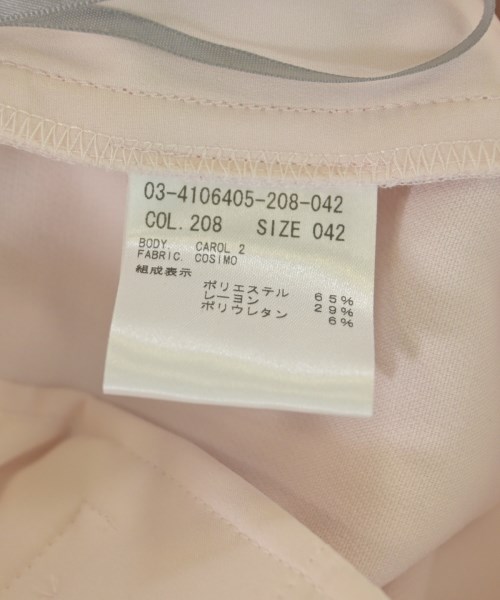 03-4106405-208-042
COL. 208 SIZE 042
BODY. CAROL 2
FABRIC. COSIMO
組成表示
ポリエステル 65%
レーヨン 29%
ポリウレタン 6%